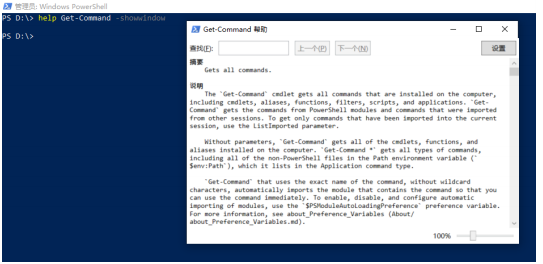 管理员: Windows PowerShell
PS D:\> help Get-Command -showwindow
PS D:\>
Get-Command 帮助
查找(F): 上一个(P) 下一个(N) 设置
摘要
Gets all commands.
说明
The `Get-Command` cmdlet gets all commands that are installed on the computer,
including cmdlets, aliases, functions, filters, scripts, and applications. `Get-
Command` gets the commands from PowerShell modules and commands that were imported
from other sessions. To get only commands that have been imported into the current
session, use the ListImported parameter.
Without parameters, `Get-Command` gets all of the cmdlets, functions, and
aliases installed on the computer. `Get-Command *` gets all types of commands,
including all of the non-PowerShell files in the Path environment variable (`
$env:Path`), which it lists in the Application command type.
`Get-Command` that uses the exact name of the command, without wildcard
characters, automatically imports the module that contains the command so that you
can use the command immediately. To enable, disable, and configure automatic
importing of modules, use the `$PSModuleAutoLoadingPreference` preference variable.
For more information, see about_Preference_Variables (About/
about_Preference_Variables.md).
100%